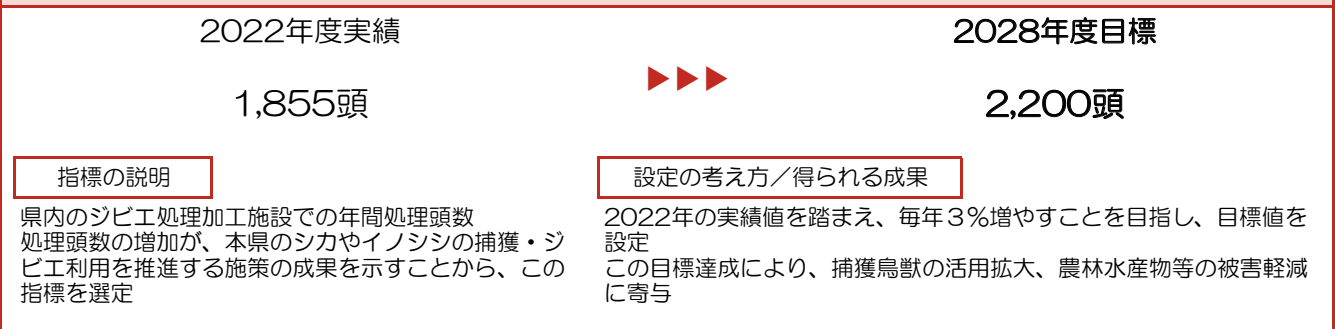 2022年度実績
2028年度目標
1,855頭
▶▶▶
2,200頭
指標の説明
県内のジビエ処理加工施設での年間処理頭数
処理頭数の増加が、本県のシカやイノシシの捕獲・ジ
ビエ利用を推進する施策の成果を示すことから、この
指標を選定
設定の考え方／得られる成果
2022年の実績値を踏まえ、毎年３％増やすことを目指し、目標値を
設定
この目標達成により、捕獲鳥獣の活用拡大、農林水産物等の被害軽減
に寄与